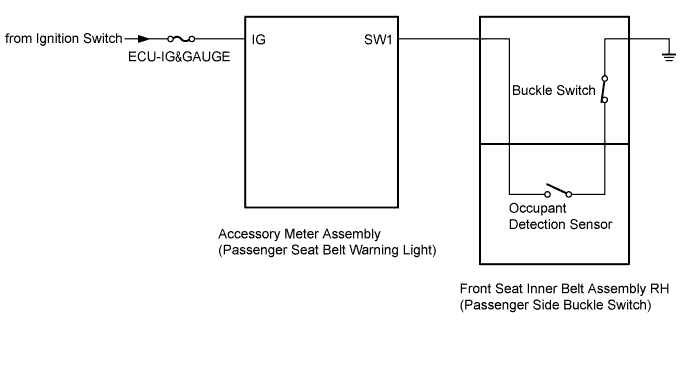 from Ignition Switch
ECU-IG&GAUGE
IG
SW1
Buckle Switch
Occupant
Detection Sensor
Accessory Meter Assembly
(Passenger Seat Belt Warning Light)
Front Seat Inner Belt Assembly RH
(Passenger Side Buckle Switch)